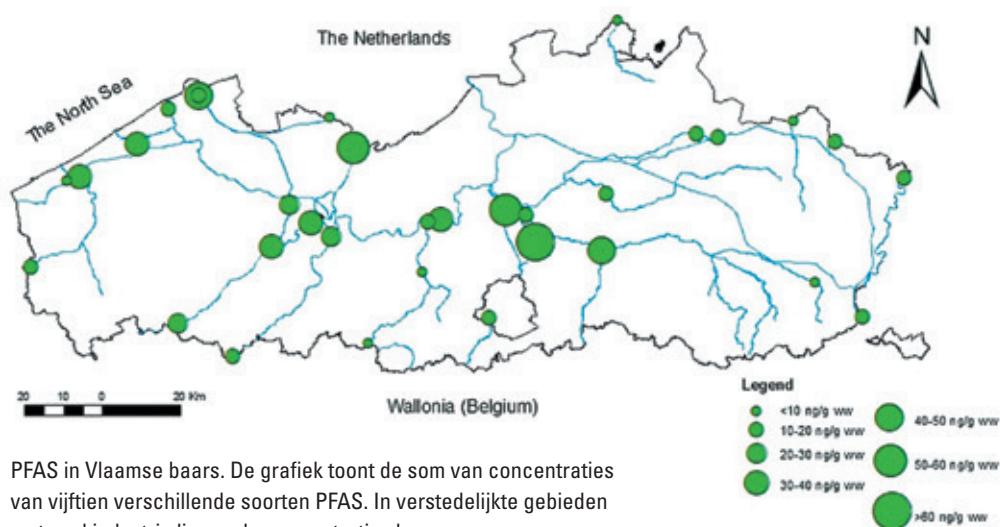 The Netherlands
N
The North Sea
20 10 0 20 Km
Wallonia (Belgium)
Legend
<10 ng/g ww
10-20 ng/g ww
20-30 ng/g ww
30-40 ng/g ww
40-50 ng/g ww
50-60 ng/g ww
>60 ng/g ww
PFAS in Vlaamse baars. De grafiek toont de som van concentraties
van vijftien verschillende soorten PFAS. In verstedelijkte gebieden